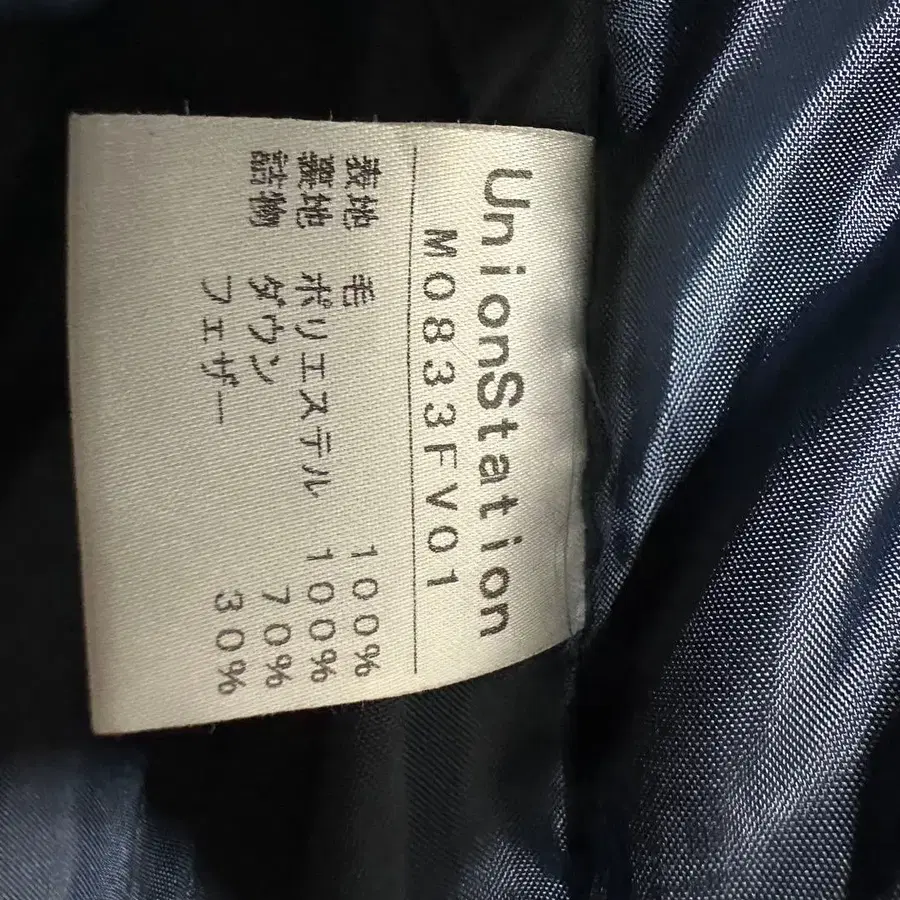 UnionStation
M0833FV01
表地 毛 100%
裏地 ポリエステル 100%
詰物 ダウン 70%
フェザー 30%